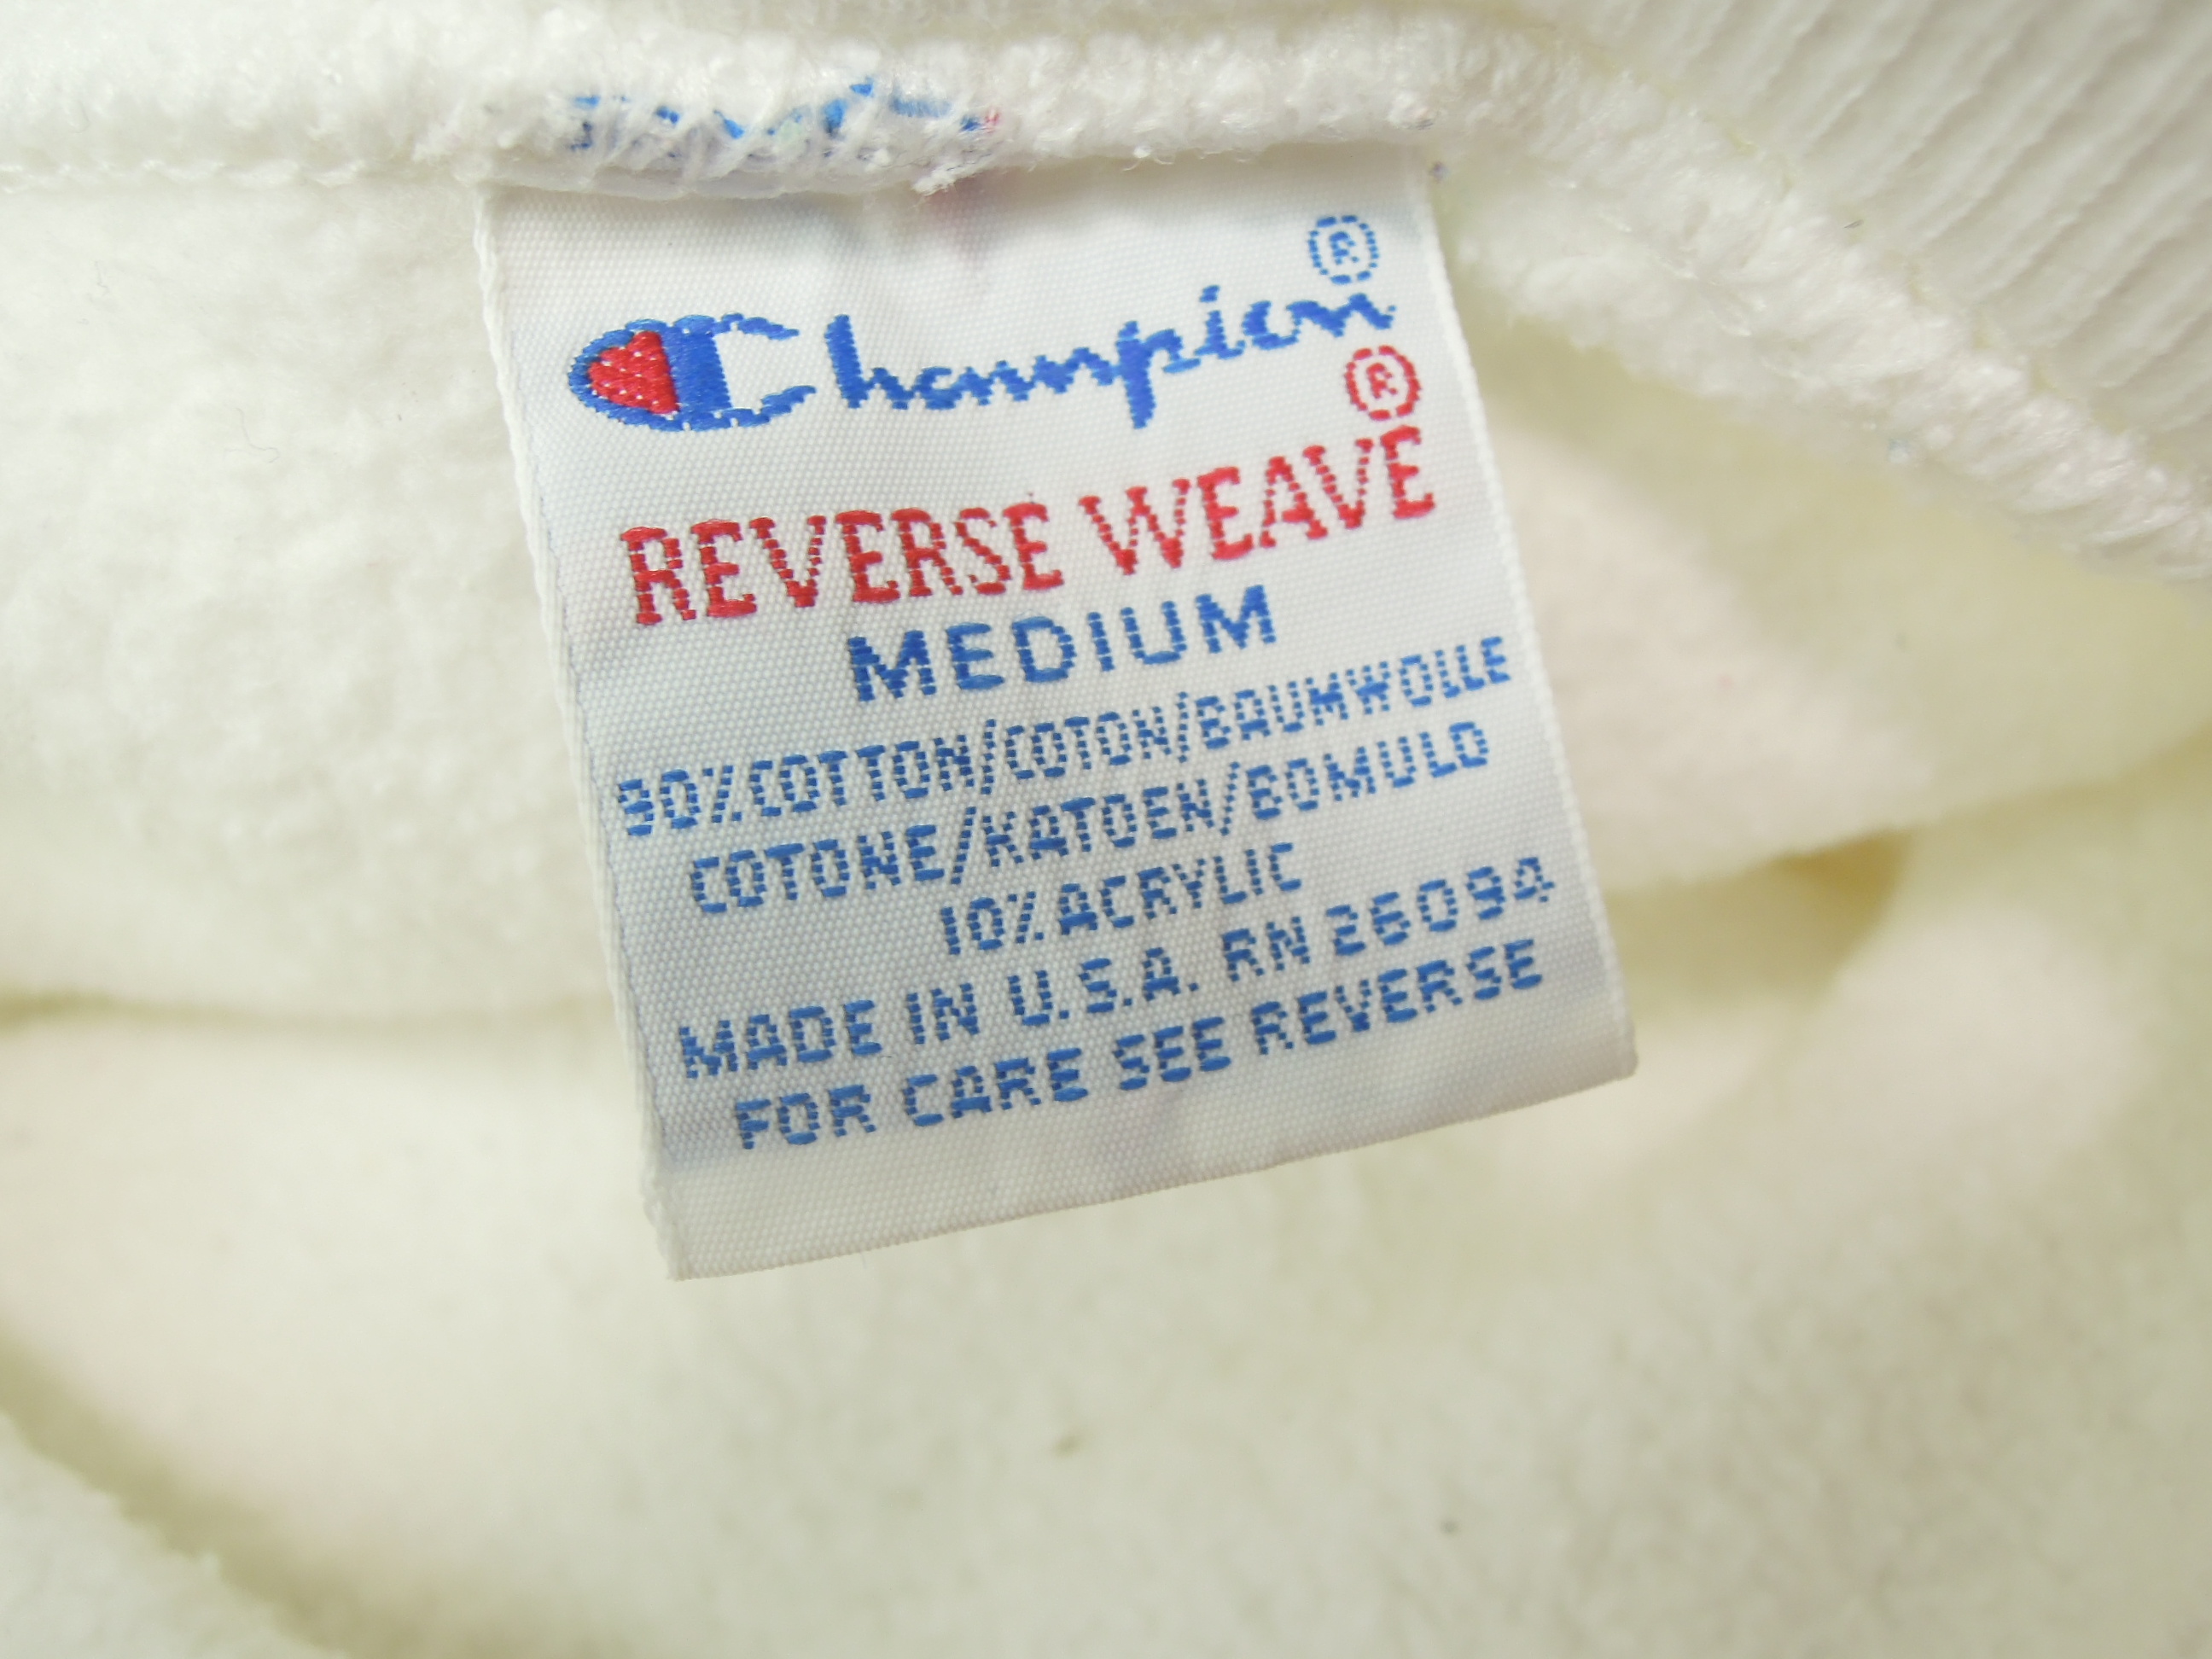 Champion®
REVERSE WEAVE®
MEDIUM
90% COTTON/COTON/BAUMWOLLE
COTONE/KATOEN/BOMULD
10% ACRYLIC
MADE IN U.S.A. RN 26094
FOR CARE SEE REVERSE